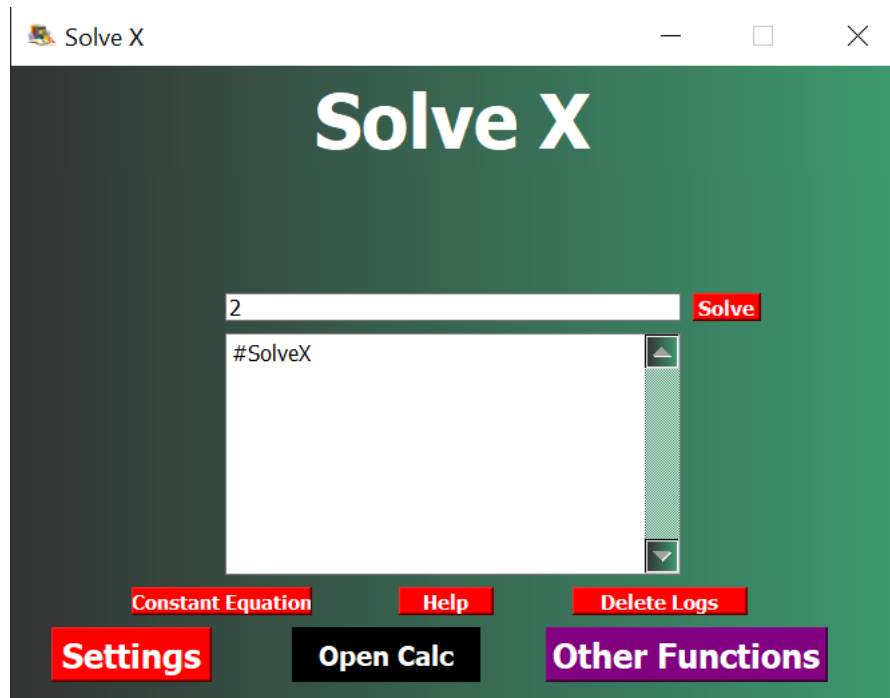 Solve X
Solve X
2
Solve
#SolveX
Constant Equation Help Delete Logs
Settings Open Calc Other Functions